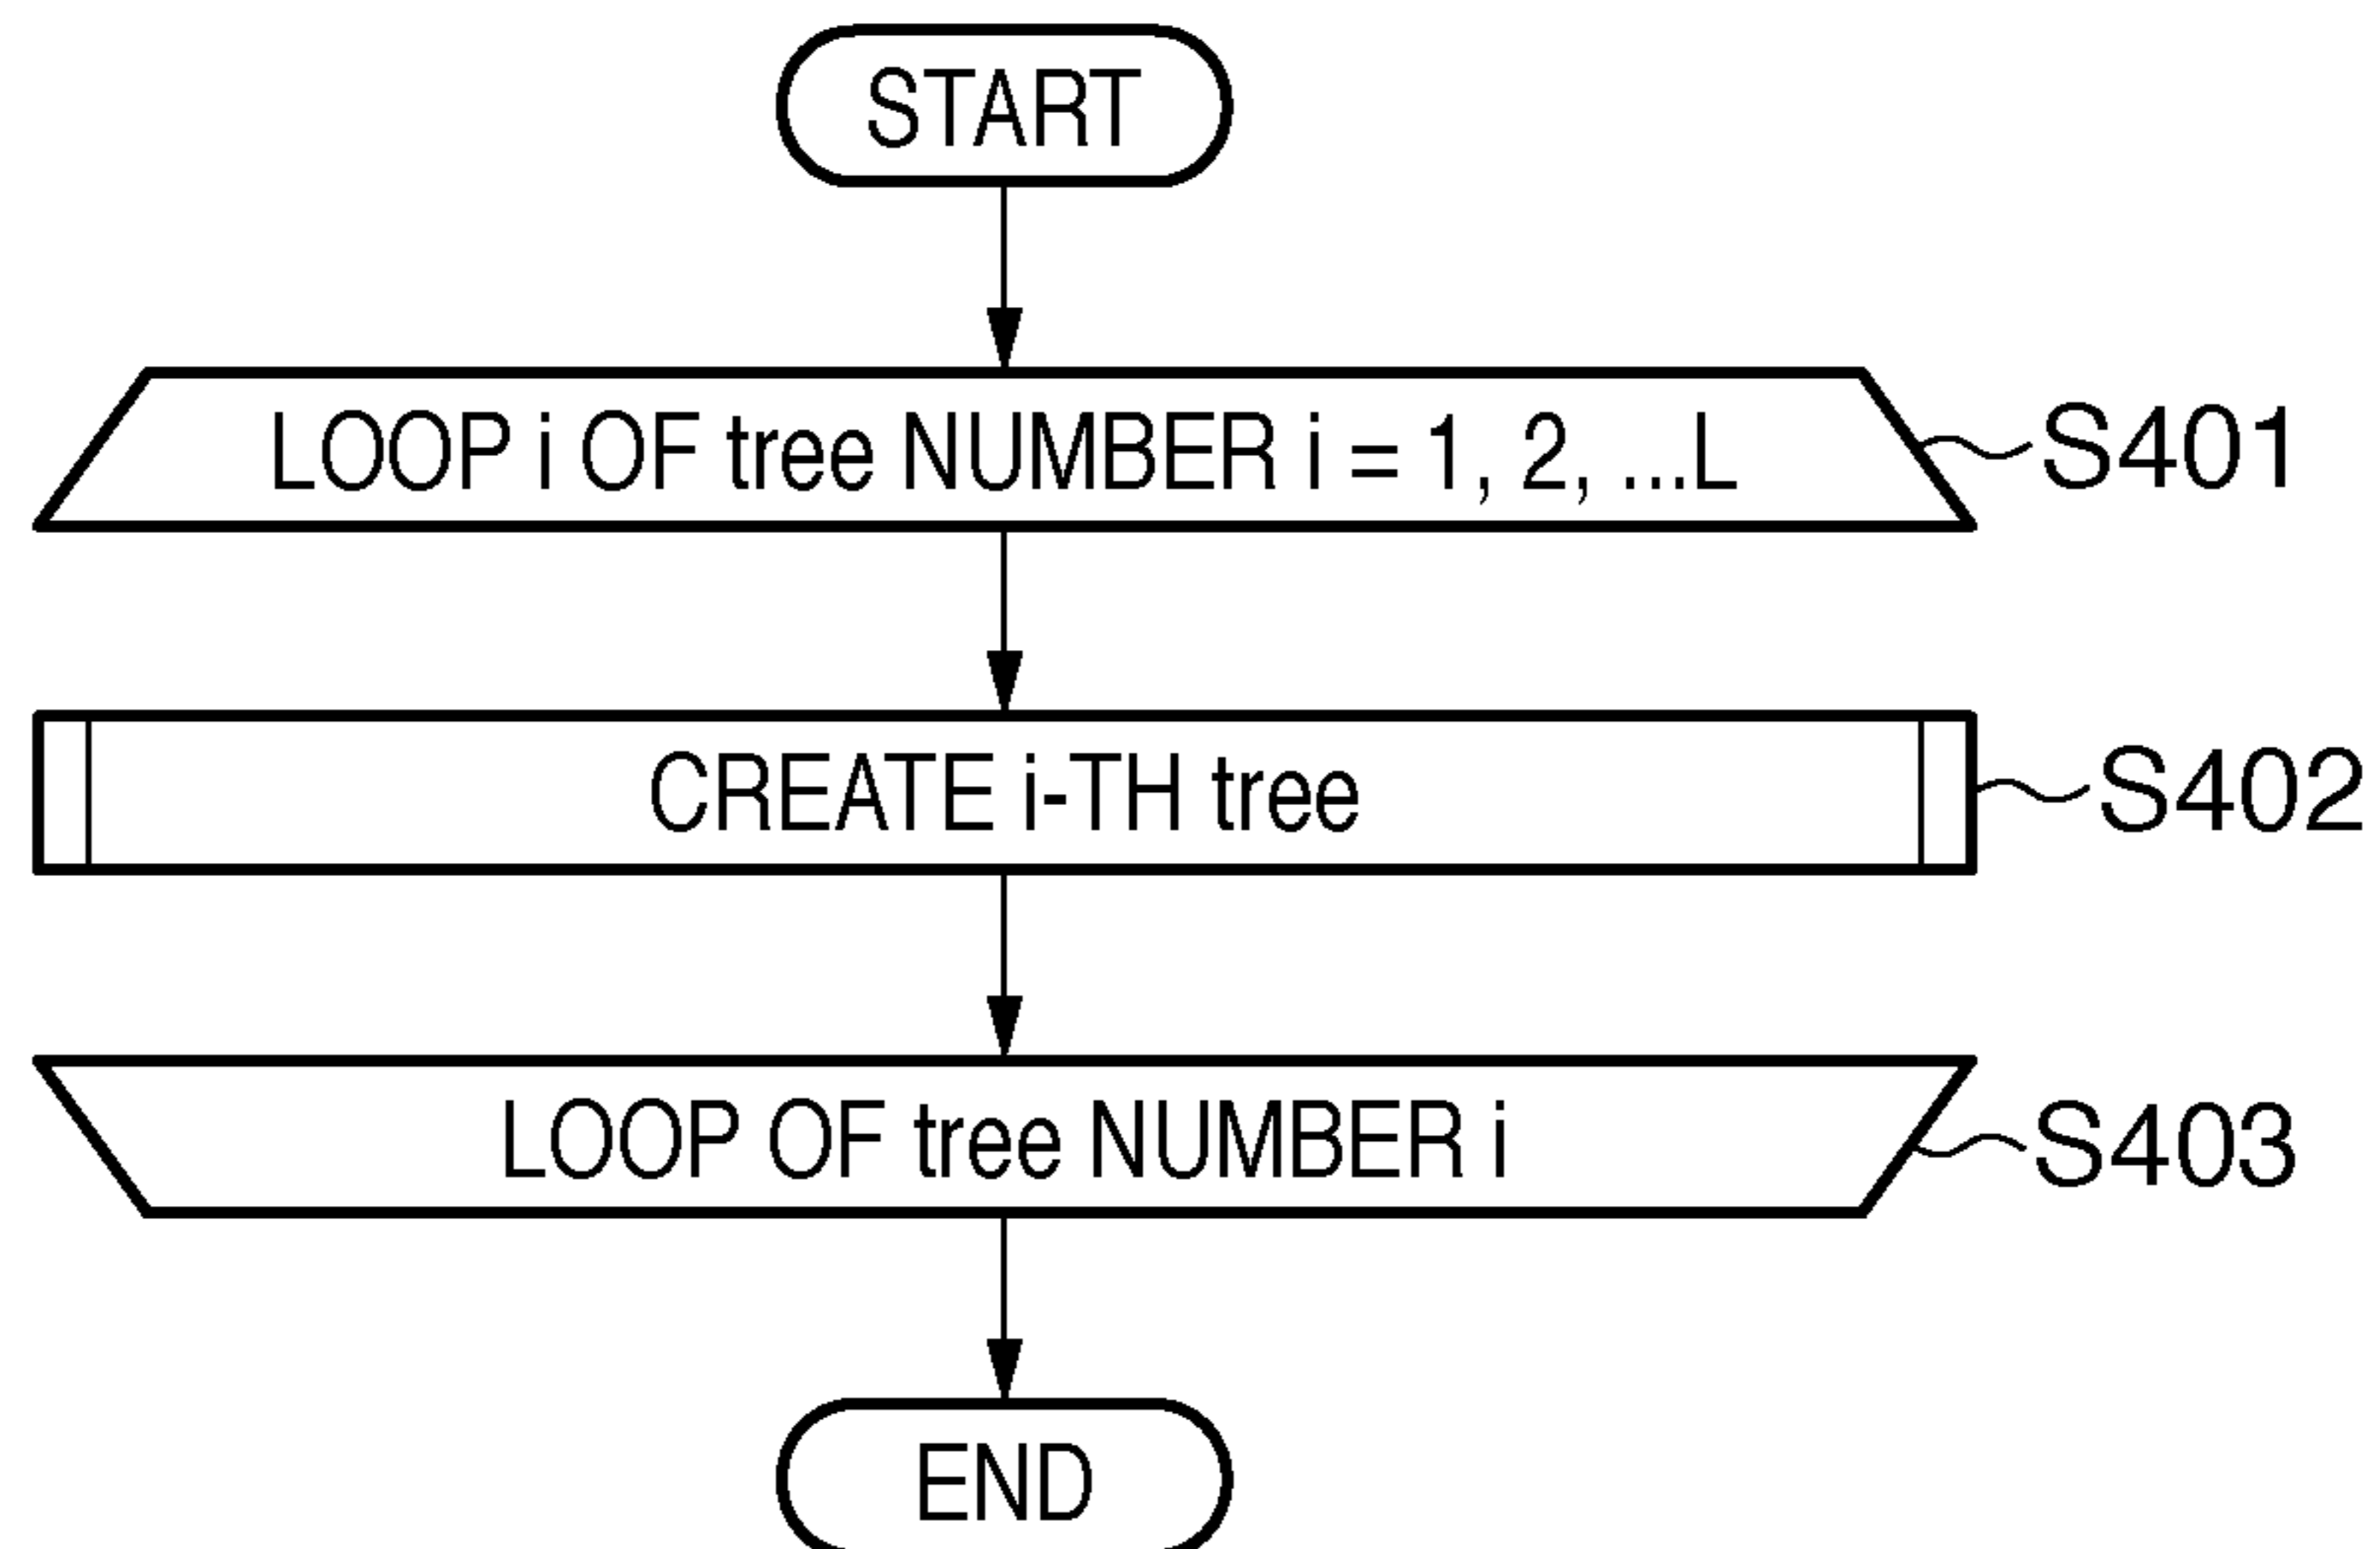 START
LOOP i OF tree NUMBER i = 1, 2, ...L
S401
CREATE i-TH tree
S402
LOOP OF tree NUMBER i
S403
END